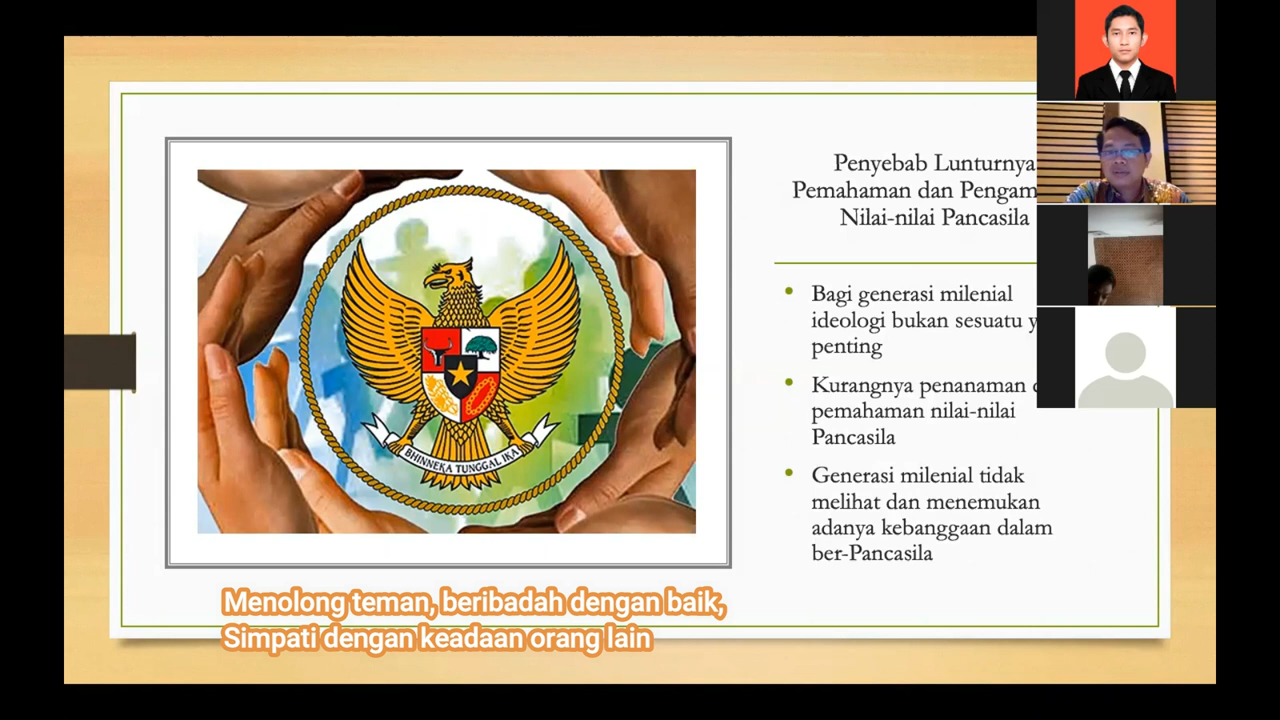 Penyebab Lunturnya
Pemahaman dan
Nilai-nilai Pancasila
Bagi generasi milenial
ideologi bukan sesuatu
penting
Kurangnya penanaman
pemahaman nilai-nilai
Pancasila
Generasi milenial tidak
melihat dan menemukan
adanya kebanggaan dalam
ber-Pancasila
BHINNEKA TUNGGAL IKA
Menolong teman, beribadah dengan baik,
Simpati dengan keadaan orang lain